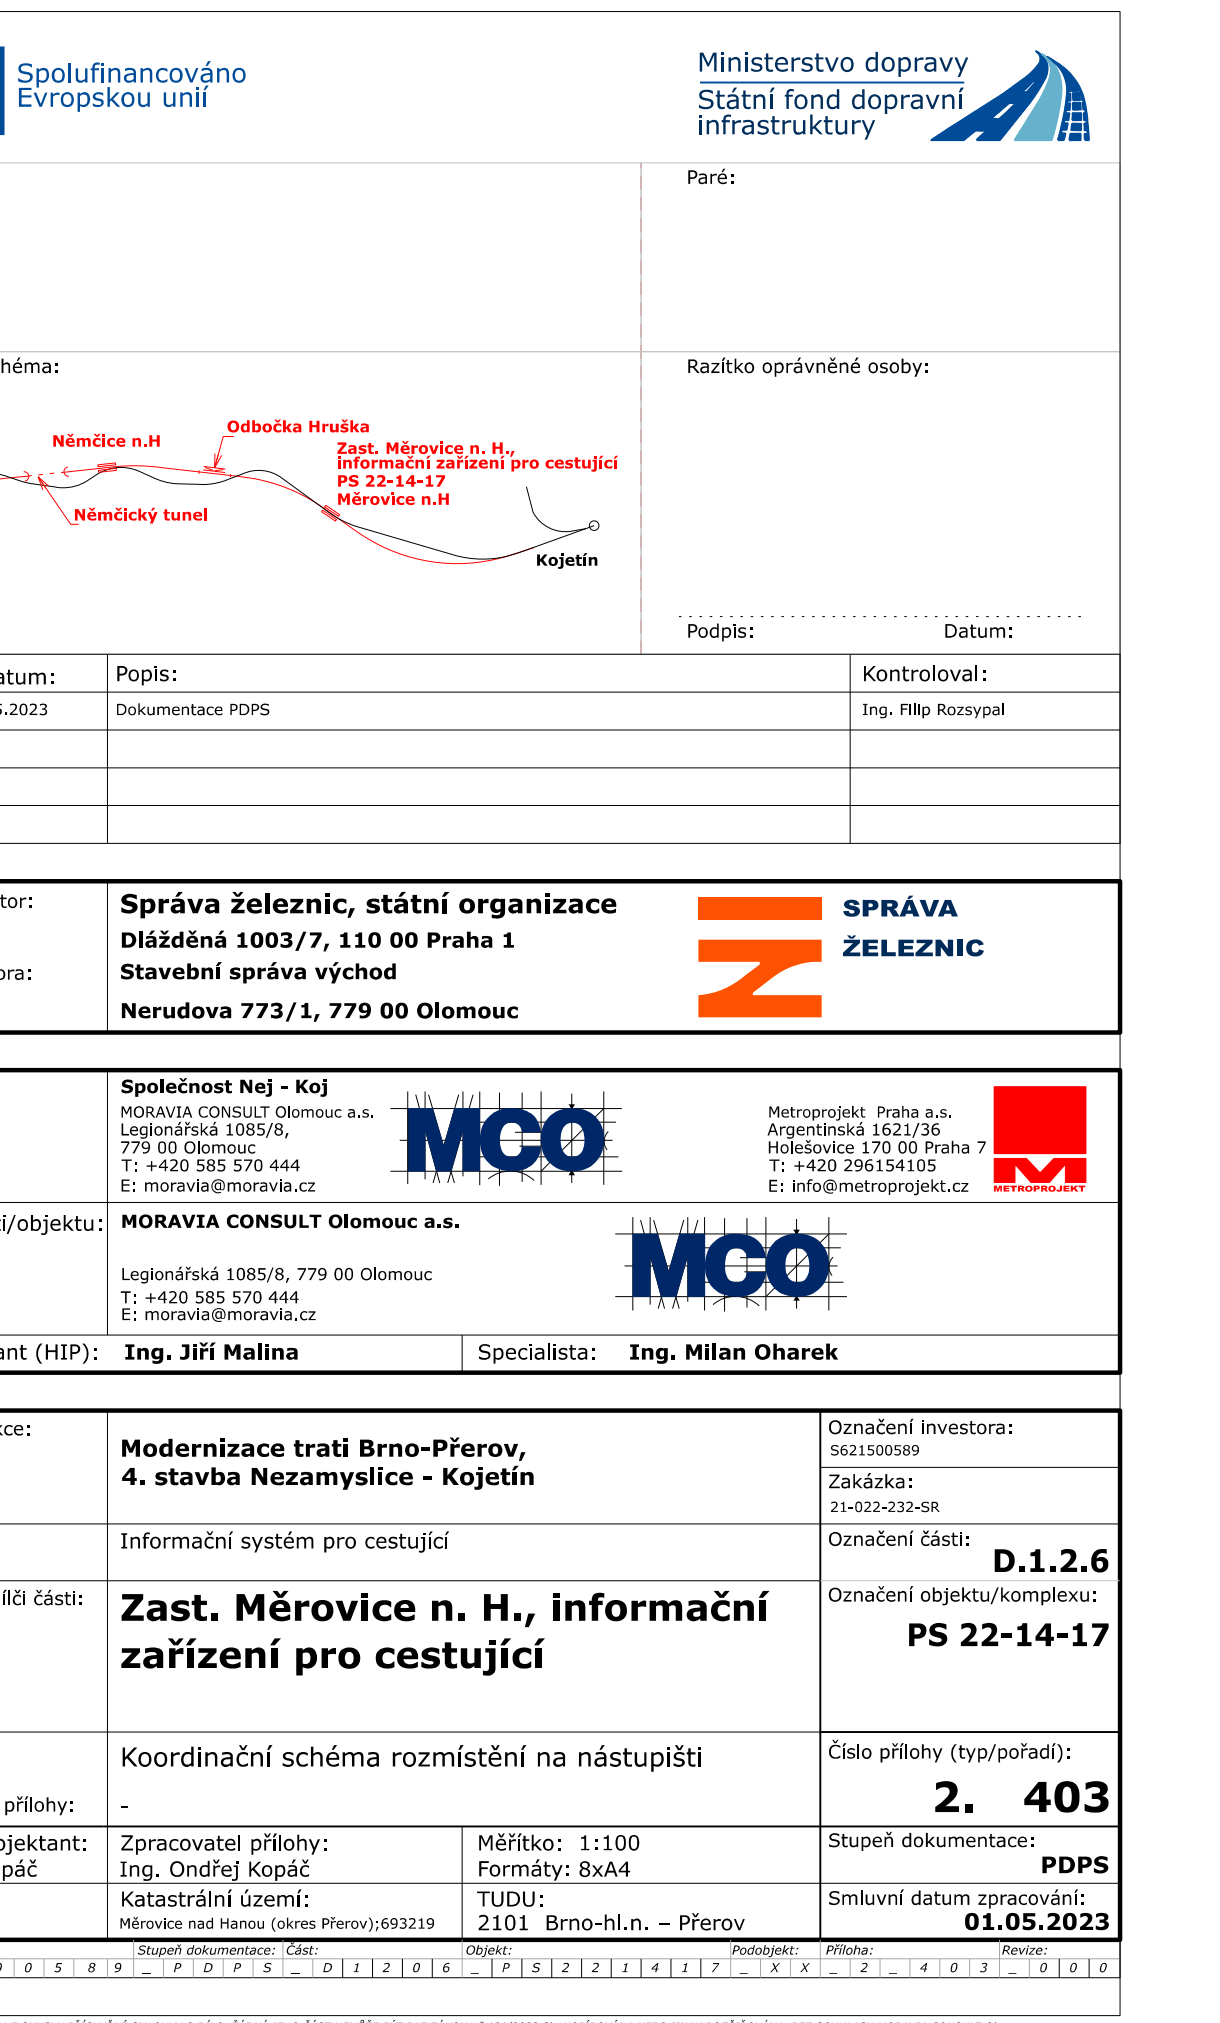 Spolufinancováno
Evropskou unií
Ministerstvo dopravy
Státní fond dopravní
infrastruktury
Paré:
héma:
Razítko oprávněné osoby:
Odbočka Hruška
Němčice n.H
Zast. Měrovice n. H.,
informační zařízení pro cestující
PS 22-14-17
Měrovice n.H
Němčický tunel
Kojetín
Podpis:
Datum:
atum:
Popis:
Kontroloval:
5.2023
Dokumentace PDPS
Ing. FIlIp Rozsypal
tor:
Správa železnic, státní organizace
Dlážděná 1003/7, 110 00 Praha 1
ora:
Stavební správa východ
Nerudova 773/1, 779 00 Olomouc
SPRÁVA
ŽELEZNIC
Společnost Nej - Koj
MORAVIA CONSULT Olomouc a.s.
Legionářská 1085/8,
779 00 Olomouc
T: +420 585 570 444
E: moravia@moravia.cz
MCO
Metroprojekt Praha a.s.
Argentinská 1621/36
Holešovice 170 00 Praha 7
T: +420 296154105
E: info@metroprojekt.cz
METROPROJEKT
ti/objektu:
MORAVIA CONSULT Olomouc a.s.
Legionářská 1085/8, 779 00 Olomouc
T: +420 585 570 444
E: moravia@moravia.cz
MCO
ant (HIP):
Ing. Jiří Malina
Specialista:
Ing. Milan Oharek
kce:
Modernizace trati Brno-Přerov,
4. stavba Nezamyslice - Kojetín
Označení investora:
S621500589
Zakázka:
21-022-232-SR
Informační systém pro cestující
Označení části:
D.1.2.6
ílči části:
Zast. Měrovice n. H., informační
zařízení pro cestující
Označení objektu/komplexu:
PS 22-14-17
Koordinační schéma rozmístění na nástupišti
Číslo přílohy (typ/pořadí):
2. 403
přílohy:
-
ojektant:
páč
Zpracovatel přílohy:
Ing. Ondřej Kopáč
Měřítko: 1:100
Formáty: 8xA4
Stupeň dokumentace:
PDPS
Katastrální území:
Měrovice nad Hanou (okres Přerov);693219
TUDU:
2101 Brno-hl.n. – Přerov
Smluvní datum zpracování:
01.05.2023
Stupeň dokumentace: Část: Objekt: Podobjekt: Příloha: Revize:
0 0 5 8 9 _ P D P S _ D 1 2 0 6 _ P S 2 2 1 4 1 7 _ X X _ 2 _ 4 0 3 _ 0 0 0